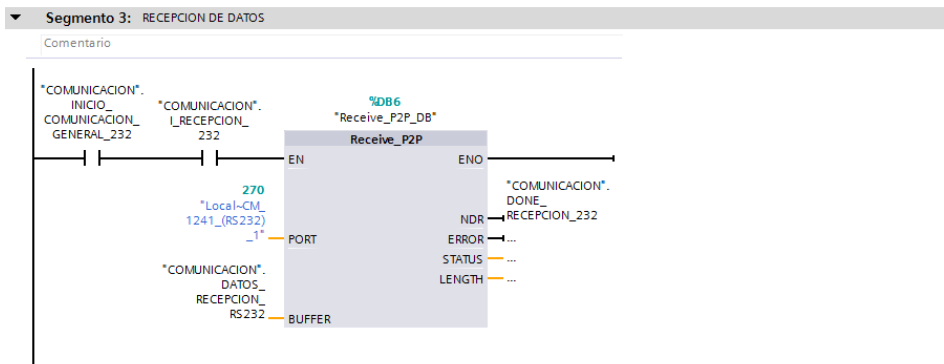 Segmento 3: RECEPCION DE DATOS
Comentario
"COMUNICACION".
INICIO_
COMUNICACION_
GENERAL_232
"COMUNICACION".
I_RECEPCION_
232
%DB6
"Receive_P2P_DB"
Receive_P2P
EN
ENO
270
"Local~CM_
1241_(RS232)
_1"
PORT
"COMUNICACION".
DATOS_
RECEPCION_
RS232
BUFFER
NDR
"COMUNICACION".
DONE_
RECEPCION_232
ERROR
...
STATUS
...
LENGTH
...